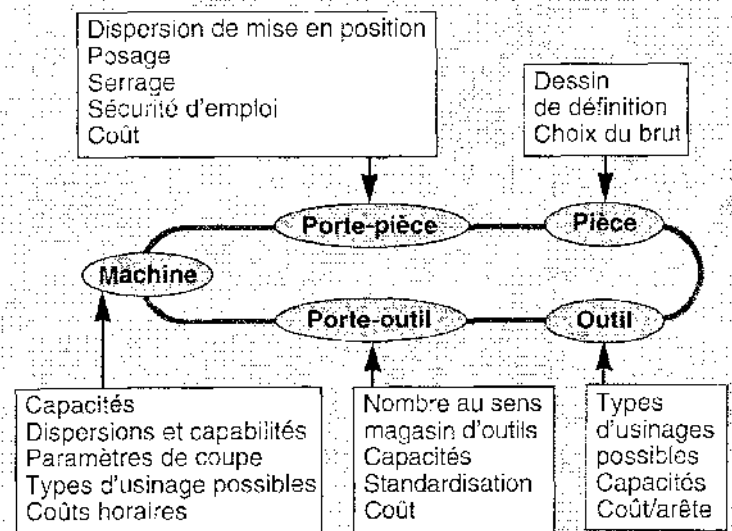 Dispersion de mise en position
Posage
Serrage
Sécurité d'emploi
Coût
Dessin
de définition
Choix du brut
Porte-pièce
Pièce
Machine
Porte-outil
Outil
Capacités
Dispersions et capabilités
Paramètres de coupe
Types d'usinage possibles
Coûts horaires
Nombre au sens
magasin d'outils
Capacités
Standardisation
Coût
Types
d'usinages
possibles
Capacités
Coût/arête